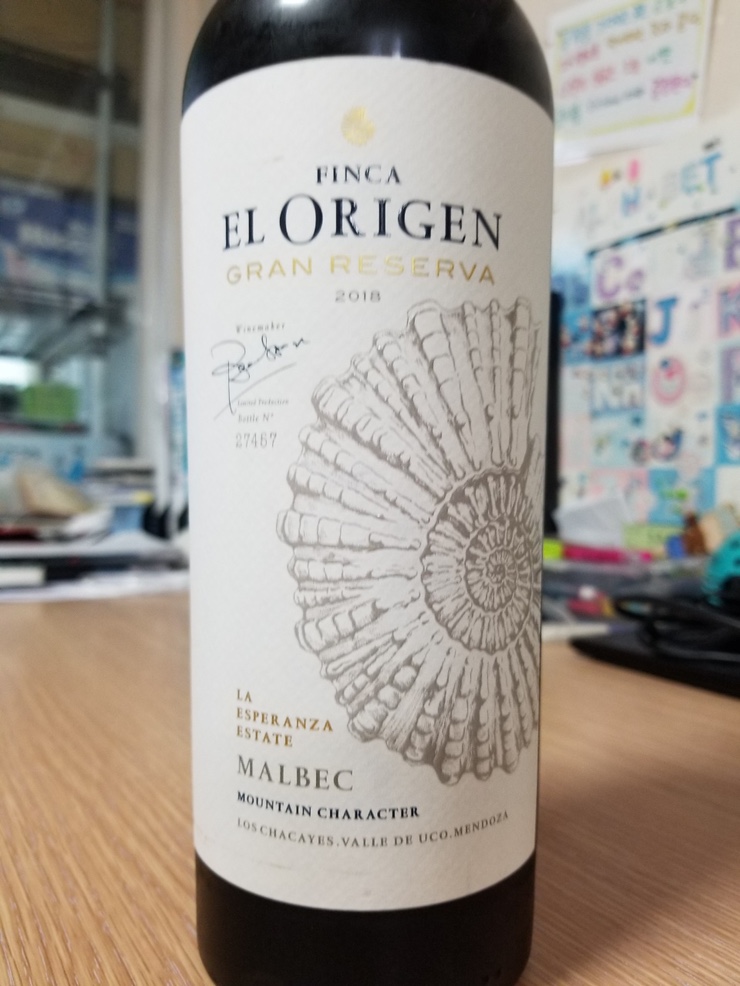 FINCA
EL ORIGEN
GRAN RESERVA
2018
Winemaker
Limited Production
Bottle N°
27467
LA
ESPERANZA
ESTATE
MALBEC
MOUNTAIN CHARACTER
LOS CHACAYES.VALLE DE UCO.MENDOZA